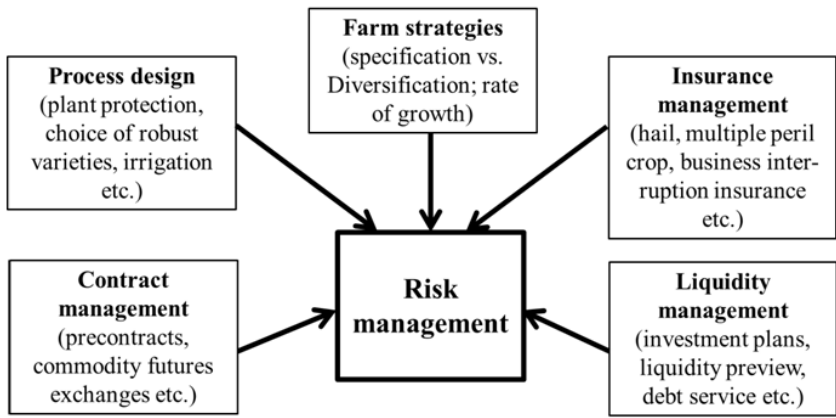 Farm strategies
(specification vs.
Diversification; rate
of growth)
Process design
(plant protection,
choice of robust
varieties, irrigation
etc.)
Insurance
management
(hail, multiple peril
crop, business inter-
ruption insurance
etc.)
Contract
management
(precontracts,
commodity futures
exchanges etc.)
Risk
management
Liquidity
management
(investment plans,
liquidity preview,
debt service etc.)